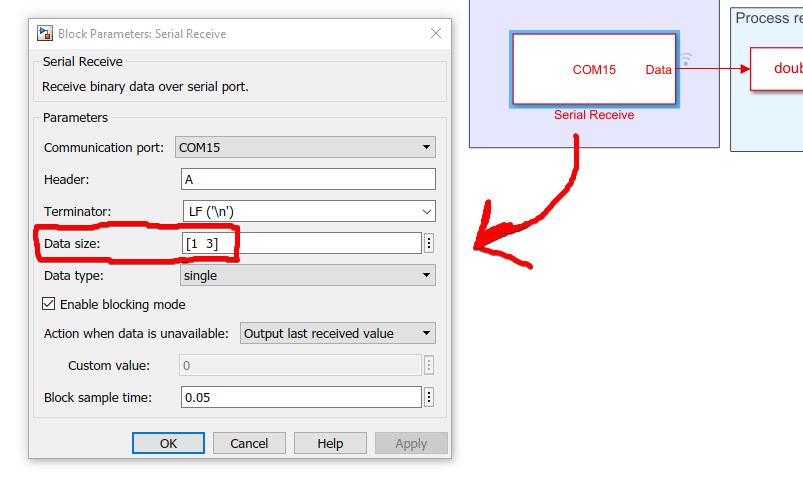 Block Parameters: Serial Receive
Serial Receive
Receive binary data over serial port.
Parameters
Communication port: COM15
Header: A
Terminator: LF ('\n')
Data size: [1 3]
Data type: single
Enable blocking mode
Action when data is unavailable: Output last received value
Custom value: 0
Block sample time: 0.05
OK Cancel Help Apply
COM15 Data
Serial Receive
Process re
doub